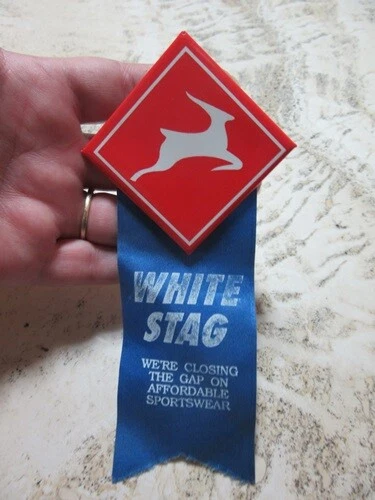 WHITE
STAG
WE'RE CLOSING
THE GAP ON
AFFORDABLE
SPORTSWEAR